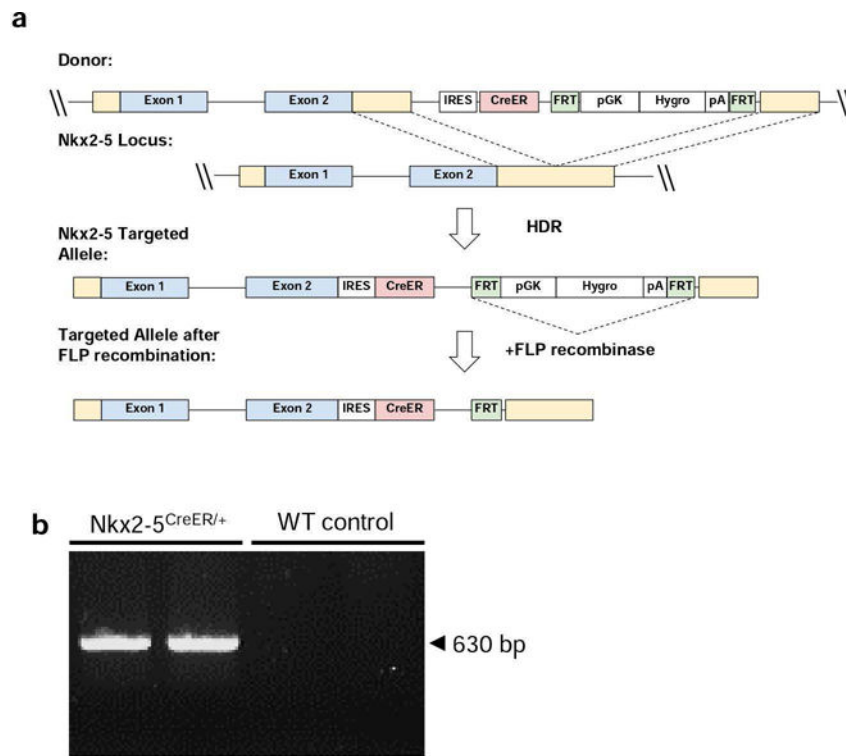 a
Donor:
Exon 1 Exon 2 IRES CreER FRT pGK Hygro pA FRT
Nkx2-5 Locus:
Exon 1 Exon 2
HDR
Nkx2-5 Targeted
Allele:
Exon 1 Exon 2 IRES CreER FRT pGK Hygro pA FRT
Targeted Allele after
FLP recombination:
+FLP recombinase
Exon 1 Exon 2 IRES CreER FRT
b
Nkx2-5CreER/+ WT control
630 bp